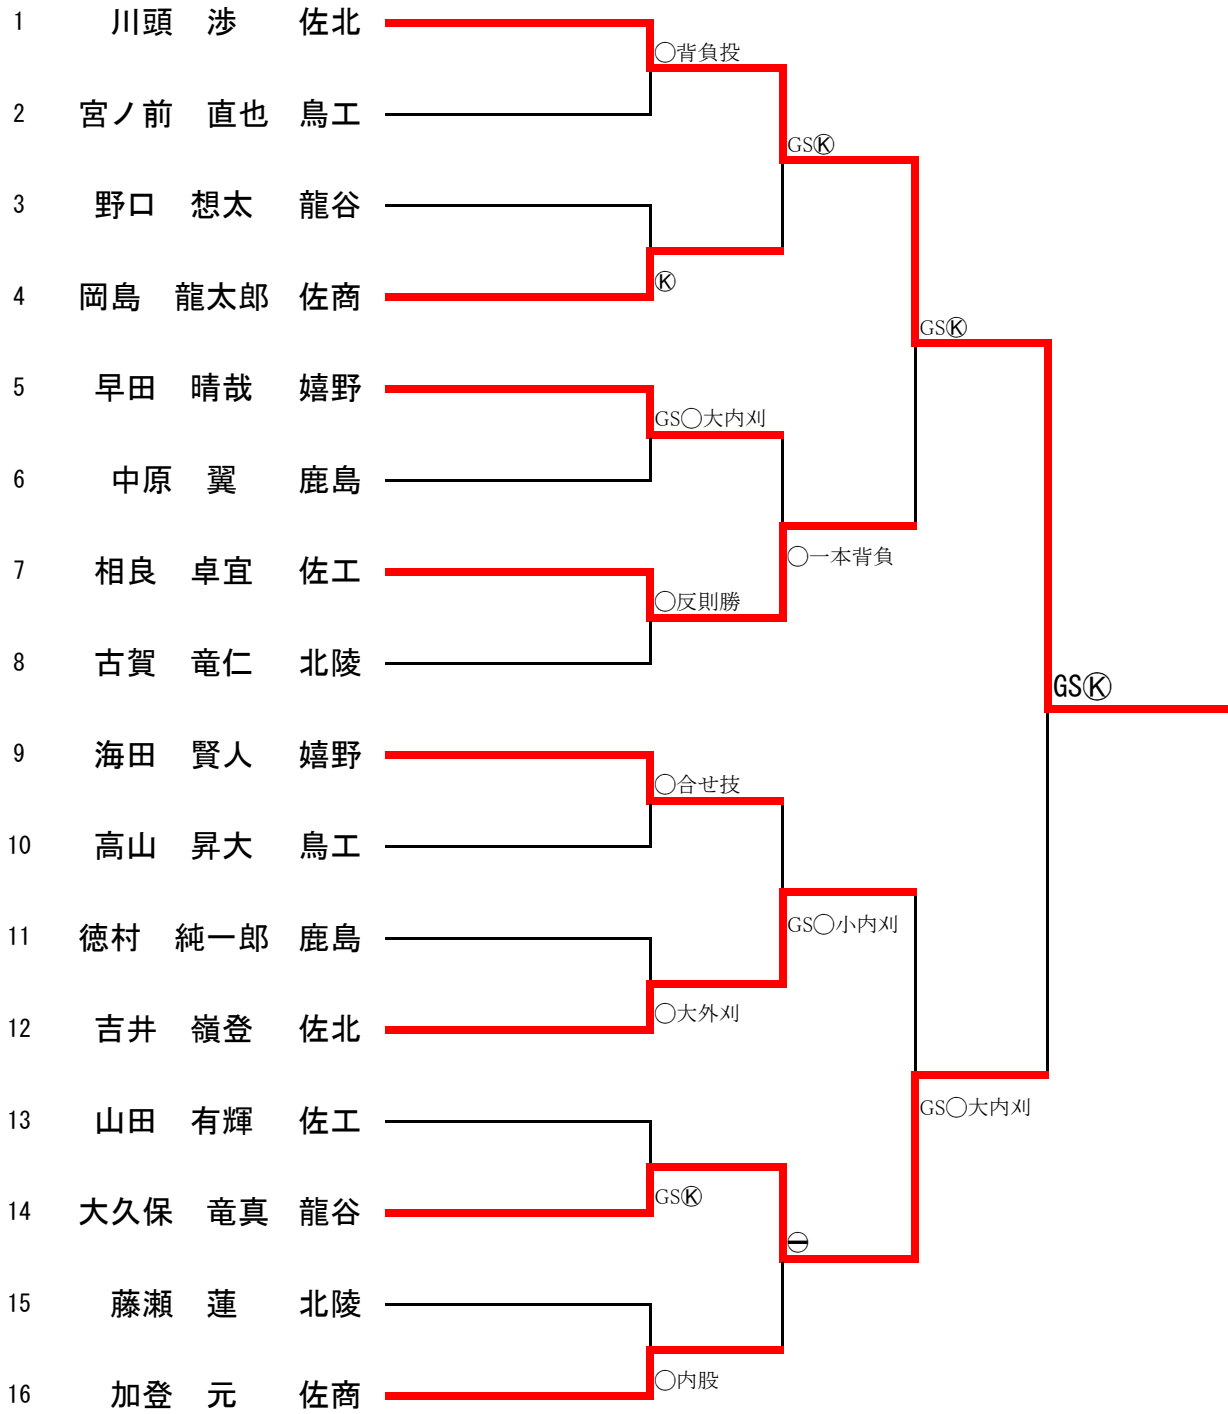 1 川頭 渉 佐北
○背負投
2 宮ノ前 直也 鳥工
GSⓀ
3 野口 想太 龍谷
Ⓚ
4 岡島 龍太郎 佐商
GSⓀ
5 早田 晴哉 嬉野
GS○大内刈
6 中原 翼 鹿島
○一本背負
7 相良 卓宜 佐工
○反則勝
8 古賀 竜仁 北陵
GSⓀ
9 海田 賢人 嬉野
○合せ技
10 高山 昇大 鳥工
GS○小内刈
11 徳村 純一郎 鹿島
○大外刈
12 吉井 嶺登 佐北
GS○大内刈
13 山田 有輝 佐工
GSⓀ
14 大久保 竜真 龍谷
㊀
15 藤瀬 蓮 北陵
○内股
16 加登 元 佐商